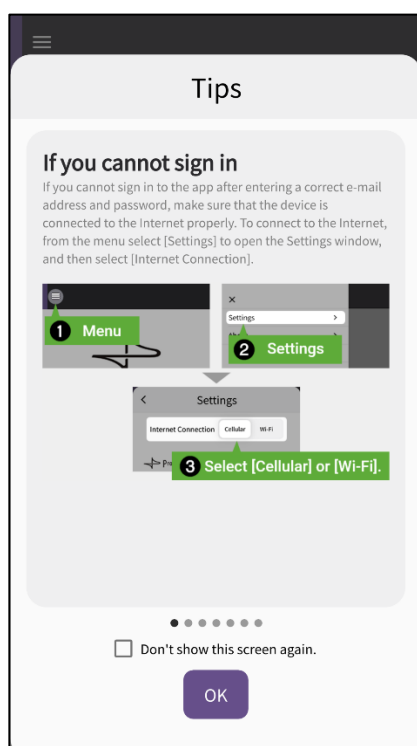 Tips
If you cannot sign in
If you cannot sign in to the app after entering a correct e-mail
address and password, make sure that the device is
connected to the Internet properly. To connect to the Internet,
from the menu select [Settings] to open the Settings window,
and then select [Internet Connection].
1 Menu
Settings
2 Settings
Settings
Internet Connection Cellular Wi-Fi
3 Select [Cellular] or [Wi-Fi].
Don't show this screen again.
OK